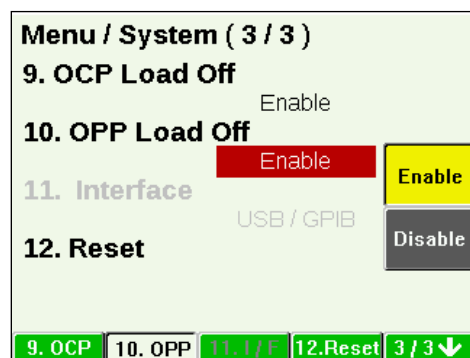 Menu / System ( 3 / 3 )
9. OCP Load Off
Enable
10. OPP Load Off
Enable
Enable
11. Interface
USB / GPIB
Disable
12. Reset
9. OCP 10. OPP 11. I / F 12.Reset 3 / 3